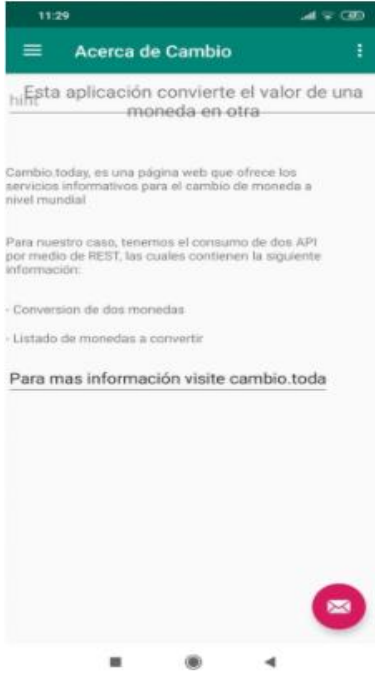 11:29
Acerca de Cambio
hint
Esta aplicación convierte el valor de una
moneda en otra
Cambio.today, es una página web que ofrece los
servicios informativos para el cambio de moneda a
nivel mundial
Para nuestro caso, tenemos el consumo de dos API
por medio de REST, las cuales contienen la siguiente
información:
- Conversion de dos monedas
- Listado de monedas a convertir
Para mas información visite cambio.toda